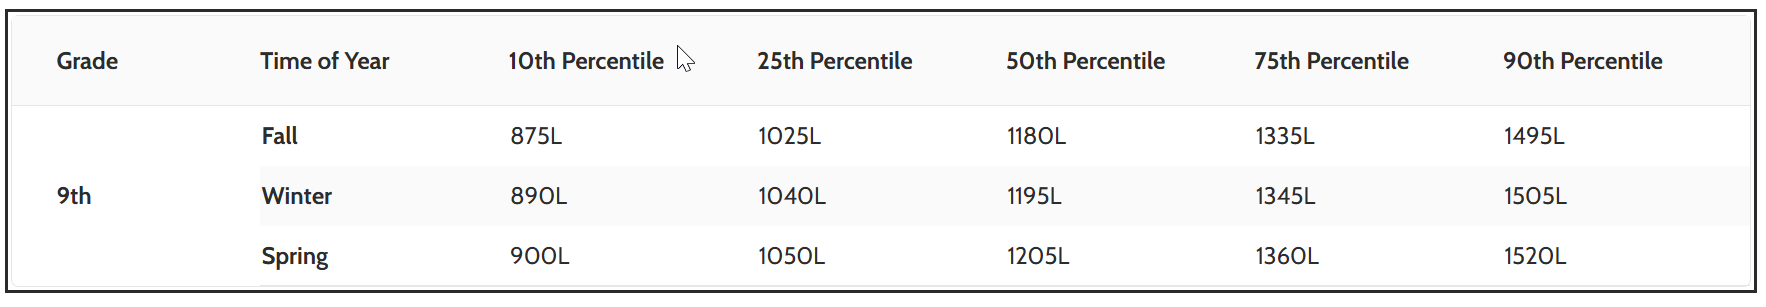 Grade Time of Year 10th Percentile 25th Percentile 50th Percentile 75th Percentile 90th Percentile
Fall 875L 1025L 1180L 1335L 1495L
9th Winter 890L 1040L 1195L 1345L 1505L
Spring 900L 1050L 1205L 1360L 1520L